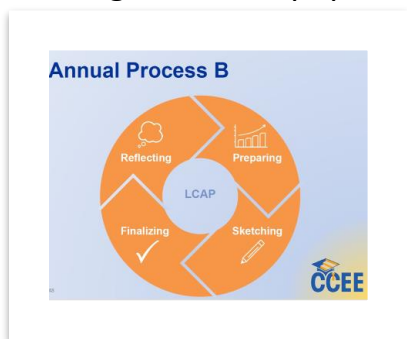 Annual Process B
Reflecting
Preparing
LCAP
Finalizing
Sketching
CCEE